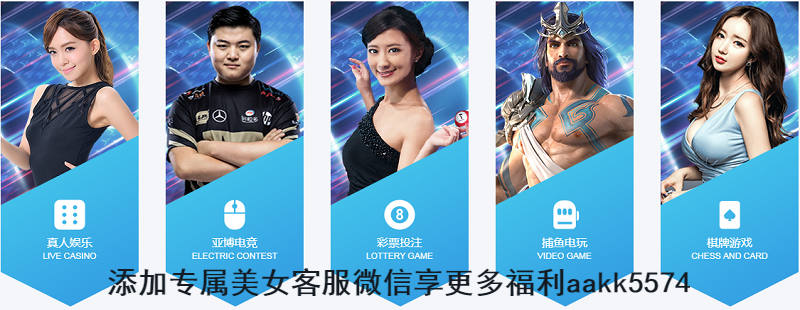 真人娱乐
LIVE CASINO
亚博电竞
ELECTRIC CONTEST
8
彩票投注
LOTTERY GAME
捕鱼电玩
VIDEO GAME
棋牌游戏
CHESS AND CARD
添加专属美女客服微信享更多福利aakk5574